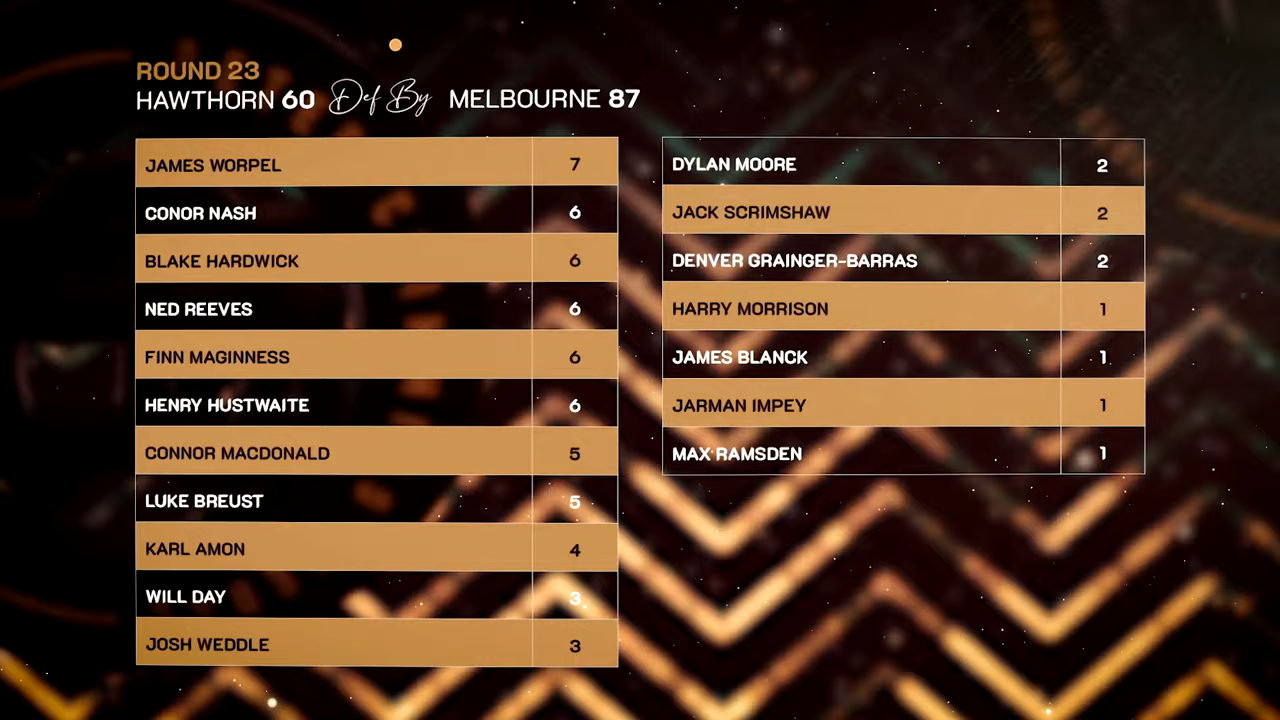 ROUND 23
HAWTHORN 60 Def By MELBOURNE 87
JAMES WORPEL 7
CONOR NASH 6
BLAKE HARDWICK 6
NED REEVES 6
FINN MAGINNESS 6
HENRY HUSTWAITE 6
CONNOR MACDONALD 5
LUKE BREUST 5
KARL AMON 4
WILL DAY 3
JOSH WEDDLE 3
DYLAN MOORE 2
JACK SCRIMSHAW 2
DENVER GRAINGER-BARRAS 2
HARRY MORRISON 1
JAMES BLANCK 1
JARMAN IMPEY 1
MAX RAMSDEN 1